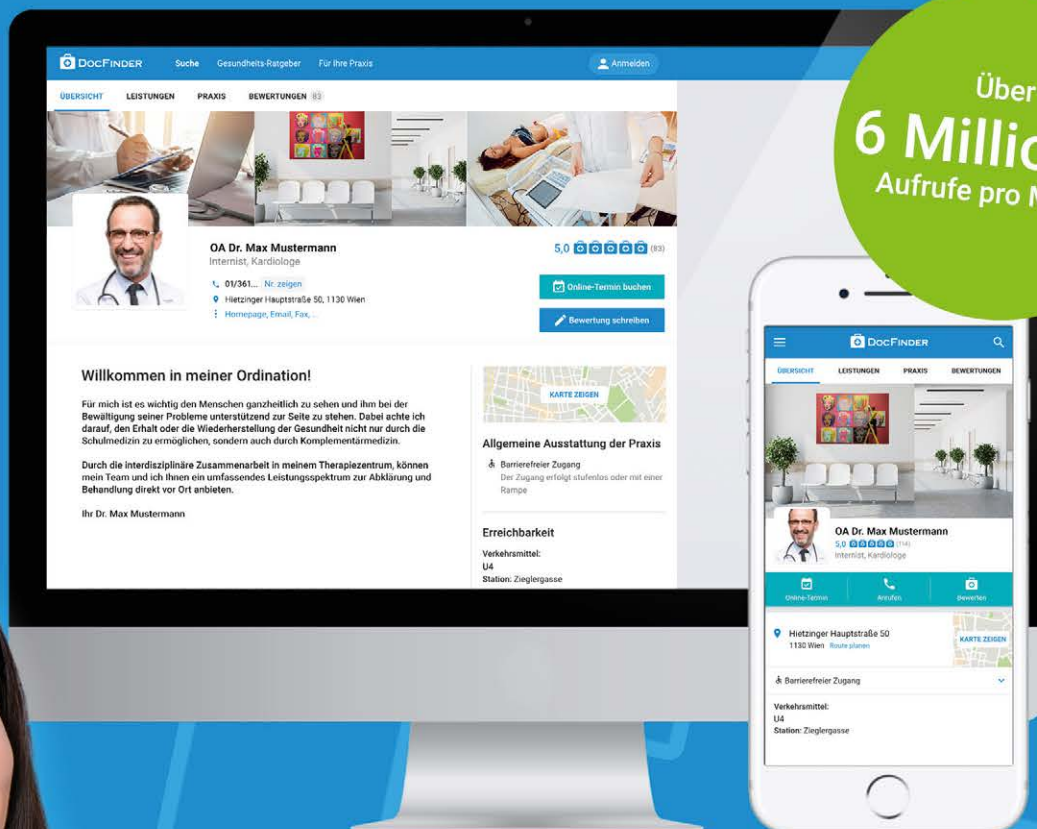 DOCFINDER
Suche Gesundheits-Ratgeber Für Ihre Praxis
Anmelden
ÜBERSICHT LEISTUNGEN PRAXIS BEWERTUNGEN 83
OA Dr. Max Mustermann
Internist, Kardiologe
01/361... Nr. zeigen
Hietzinger Hauptstraße 50, 1130 Wien
Homepage, Email, Fax, ...
5,0 (83)
Online-Termin buchen
Bewertung schreiben
Willkommen in meiner Ordination!
Für mich ist es wichtig den Menschen ganzheitlich zu sehen und ihm bei der
Bewältigung seiner Probleme unterstützend zur Seite zu stehen. Dabei achte ich
darauf, den Erhalt oder die Wiederherstellung der Gesundheit nicht nur durch die
Schulmedizin zu ermöglichen, sondern auch durch Komplementärmedizin.
Durch die interdisziplinäre Zusammenarbeit in meinem Therapiezentrum, können
mein Team und ich Ihnen ein umfassendes Leistungsspektrum zur Abklärung und
Behandlung direkt vor Ort anbieten.
Ihr Dr. Max Mustermann
KARTE ZEIGEN
Allgemeine Ausstattung der Praxis
Barrierefreier Zugang
Der Zugang erfolgt stufenlos oder mit einer
Rampe
Erreichbarkeit
Verkehrsmittel:
U4
Station: Zieglergasse
Über
6 Millio
Aufrufe pro M
DOCFINDER
ÜBERSICHT LEISTUNGEN PRAXIS BEWERTUNGEN
OA Dr. Max Mustermann
5,0 (114)
Internist, Kardiologe
Online-Termin Anrufen Bewerten
Hietzinger Hauptstraße 50
1130 Wien Route planen
KARTE ZEIGEN
Barrierefreier Zugang
Verkehrsmittel:
U4
Station: Zieglergasse